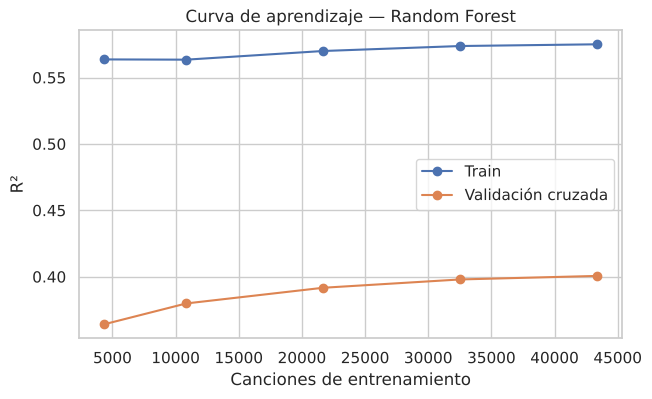 Curva de aprendizaje — Random Forest
R²
0.55
0.50
0.45
0.40
Train
Validación cruzada
5000 10000 15000 20000 25000 30000 35000 40000 45000
Canciones de entrenamiento